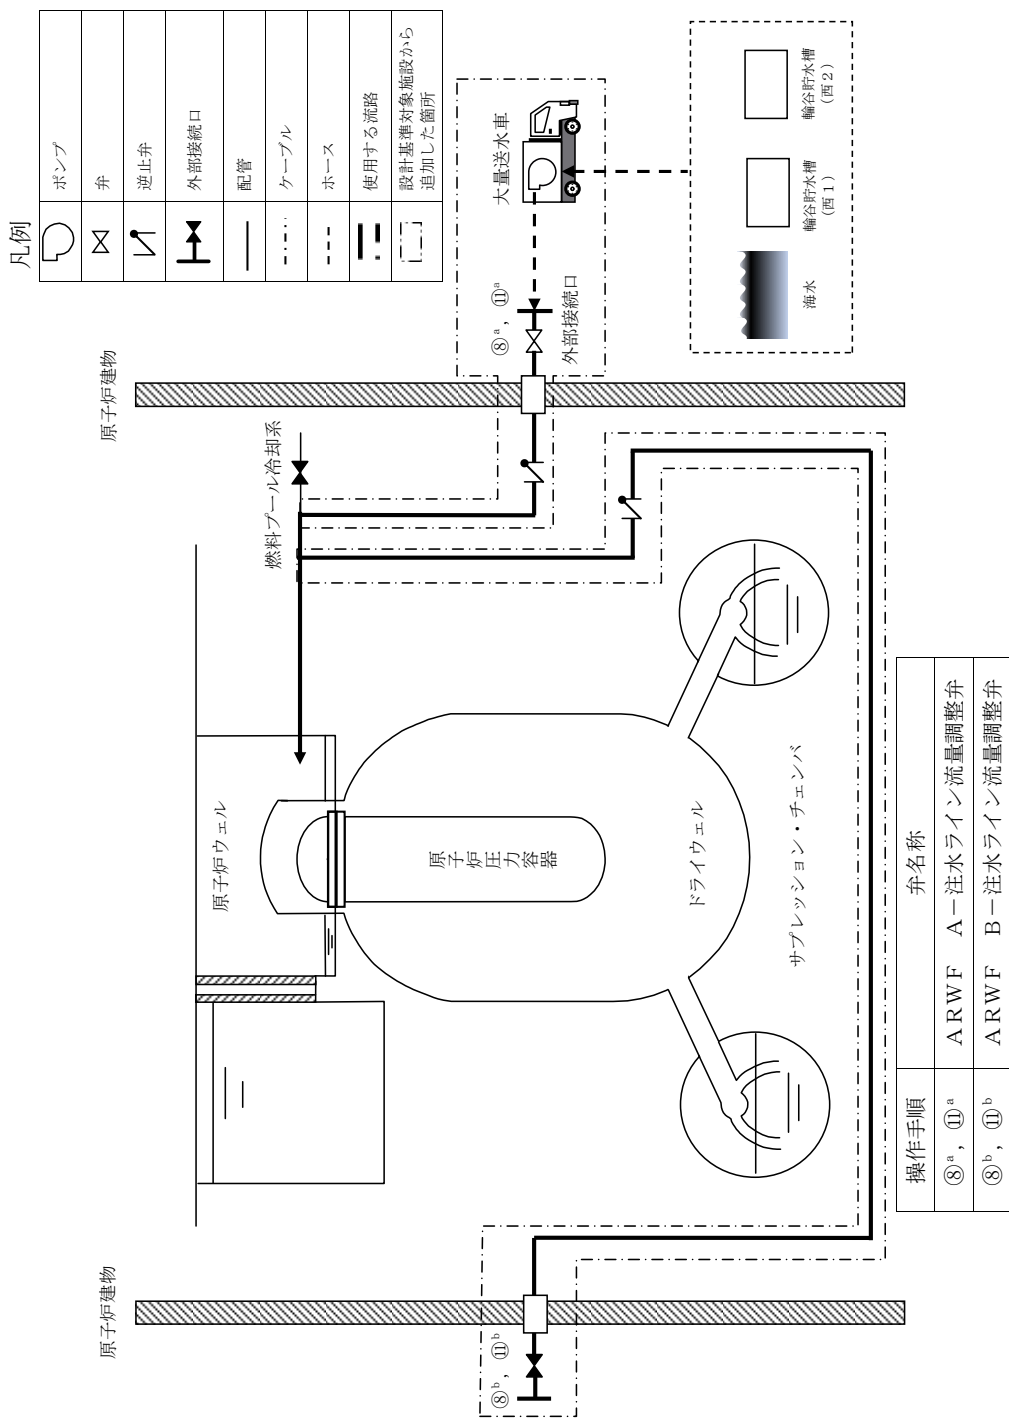 凡例
ポンプ
弁
逆止弁
外部接続口
配管
ケーブル
ホース
使用する流路
設計基準対象施設から
追加した箇所
原子炉建物
原子炉建物
燃料プール冷却系
原子炉ウェル
原子炉圧力容器
ドライウェル
サプレッション・チェンバ
大量送水車
⑧a，⑪a
外部接続口
⑧b，⑪b
海水
輪谷貯水槽
（西１）
輪谷貯水槽
（西２）
操作手順 弁名称
⑧a，⑪a ARWF A－注水ライン流量調整弁
⑧b，⑪b ARWF B－注水ライン流量調整弁